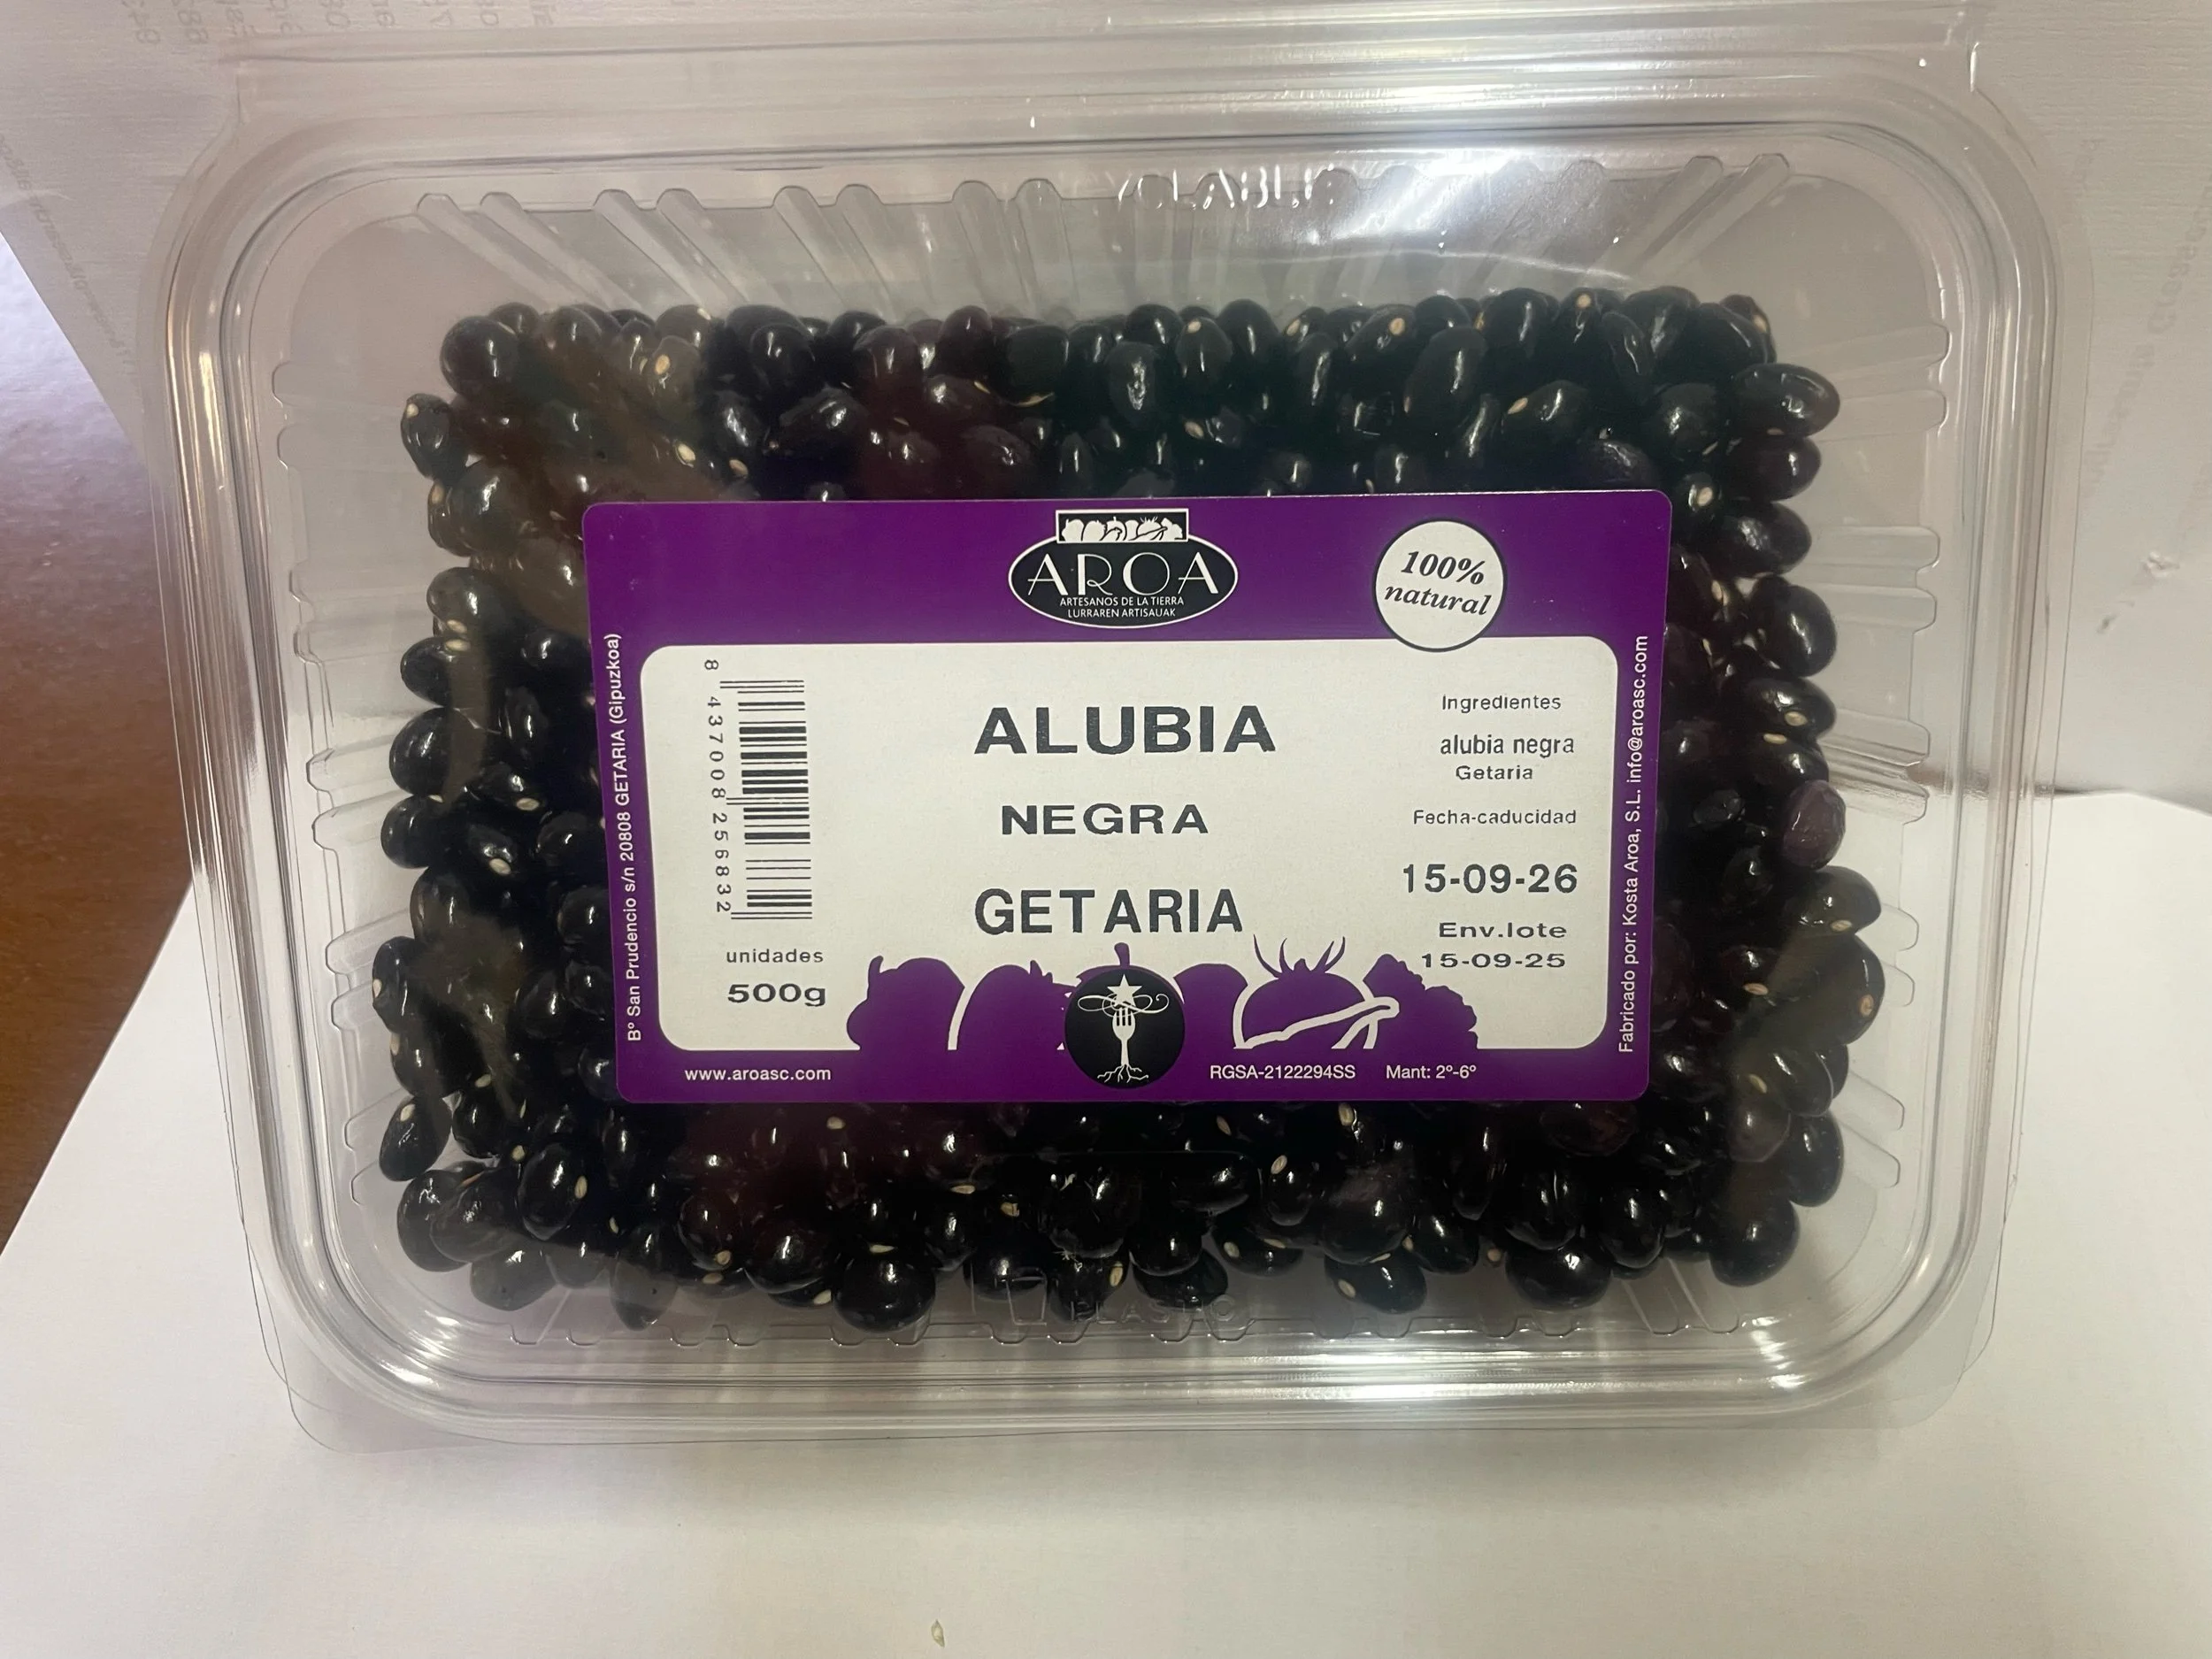 AROA
ARTESANOS DE LA TIERRA
LURRAREN ARTISAUAK
100%
natural
Bº San Prudencio s/n 20808 GETARIA (Gipuzkoa)
8 437008 256832
unidades
500g
ALUBIA
NEGRA
GETARIA
Ingredientes
alubia negra
Getaria
Fecha-caducidad
15-09-26
Env.lote
15-09-25
Fabricado por: Kosta Aroa, S.L. info@aroasc.com
www.aroasc.com
RGSA-2122294SS Mant: 2º-6º